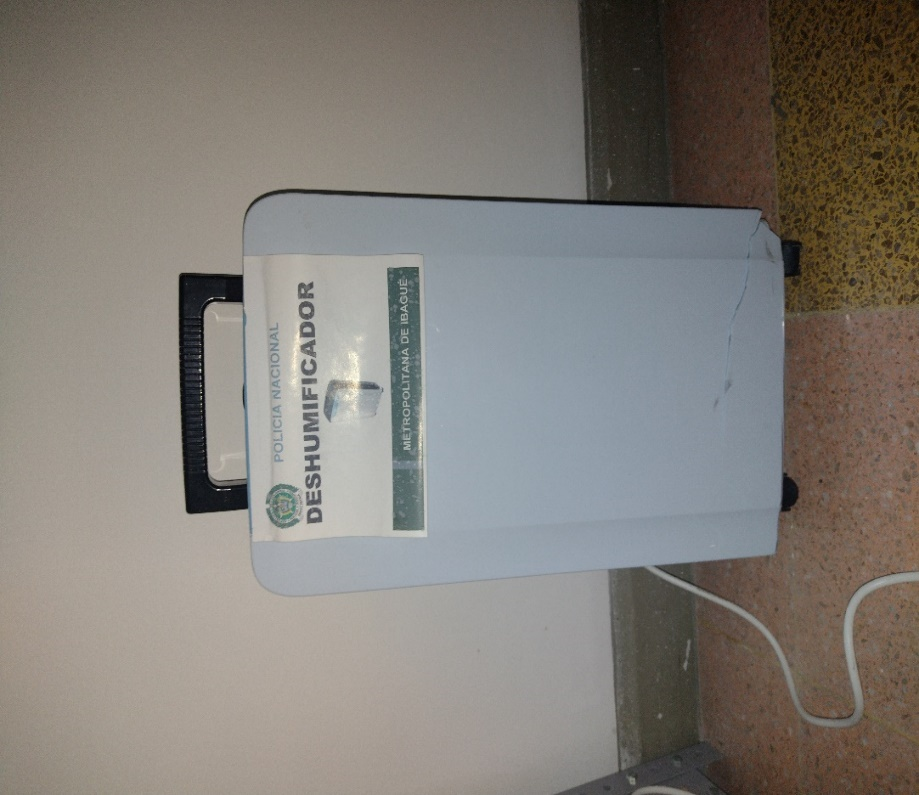 POLICIA NACIONAL
DESHUMIFICADOR
METROPOLITANA DE IBAGUÉ